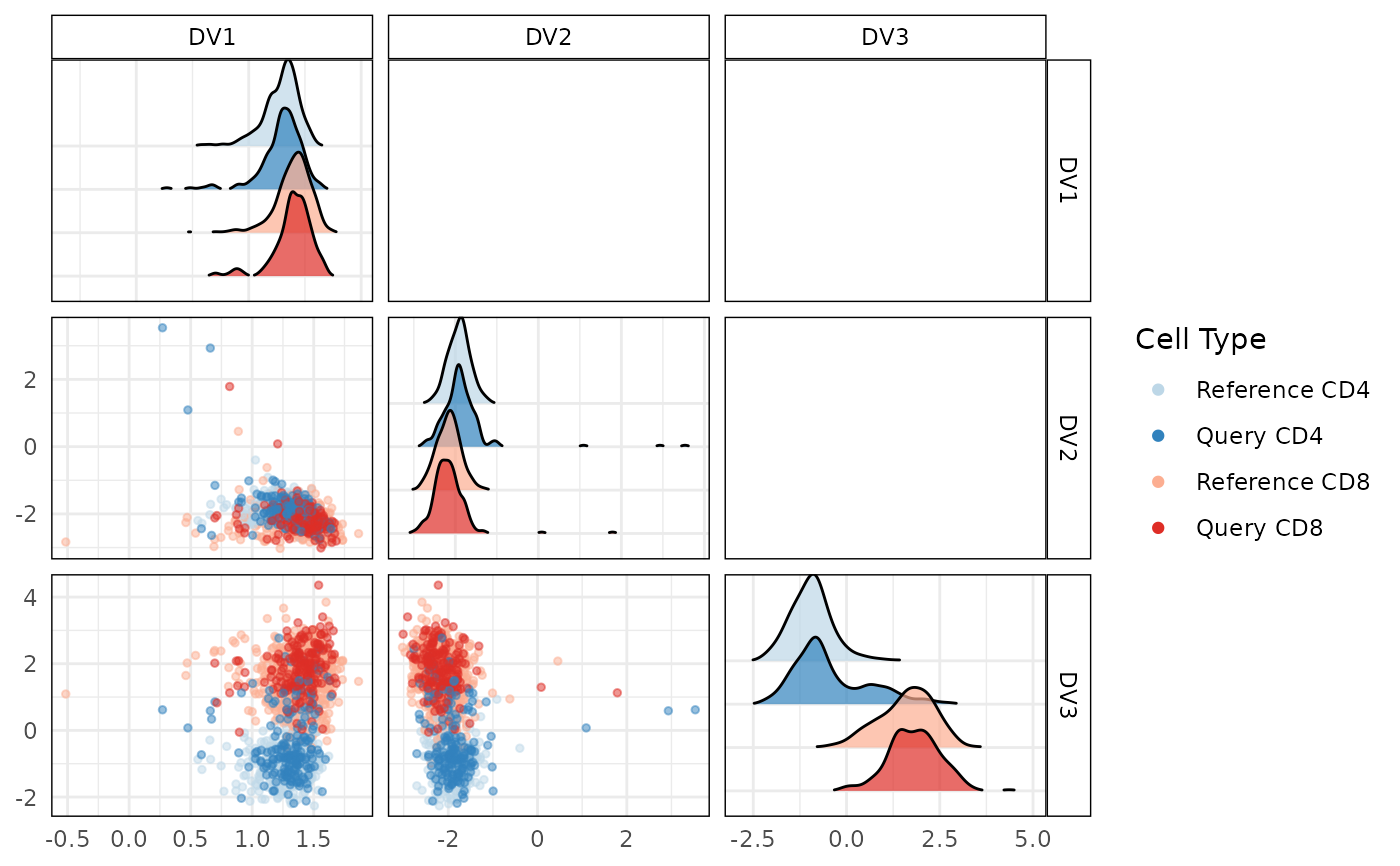 DV1 DV2 DV3
DV1
2
0
-2
DV2
4
2
0
-2
DV3
-0.5 0.0 0.5 1.0 1.5 -2 0 2 -2.5 0.0 2.5 5.0
Cell Type
Reference CD4
Query CD4
Reference CD8
Query CD8